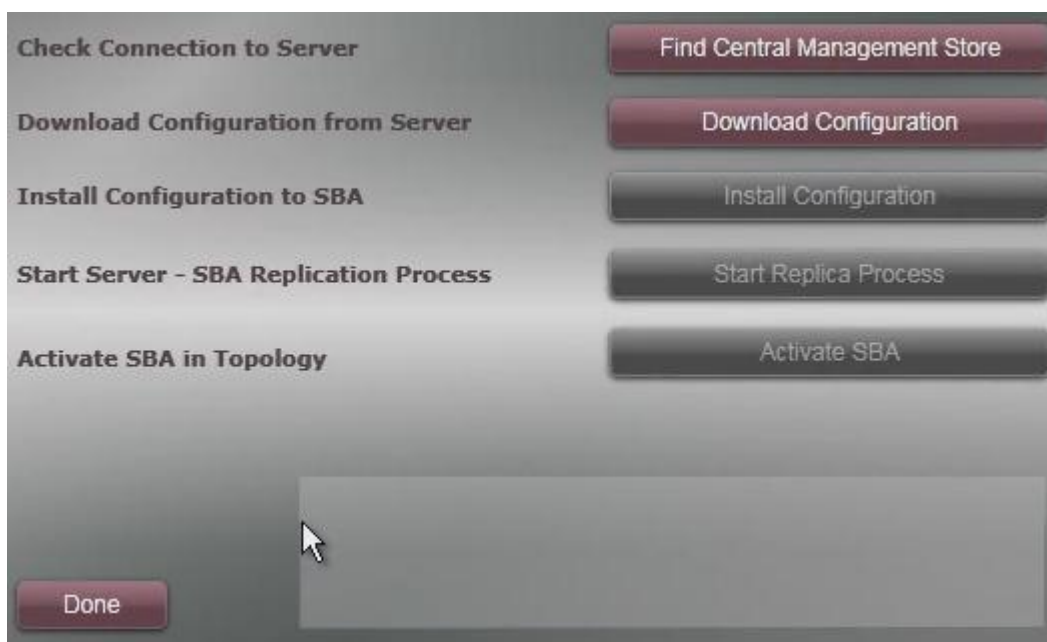 Check Connection to Server
Find Central Management Store
Download Configuration from Server
Download Configuration
Install Configuration to SBA
Install Configuration
Start Server - SBA Replication Process
Start Replica Process
Activate SBA in Topology
Activate SBA
Done